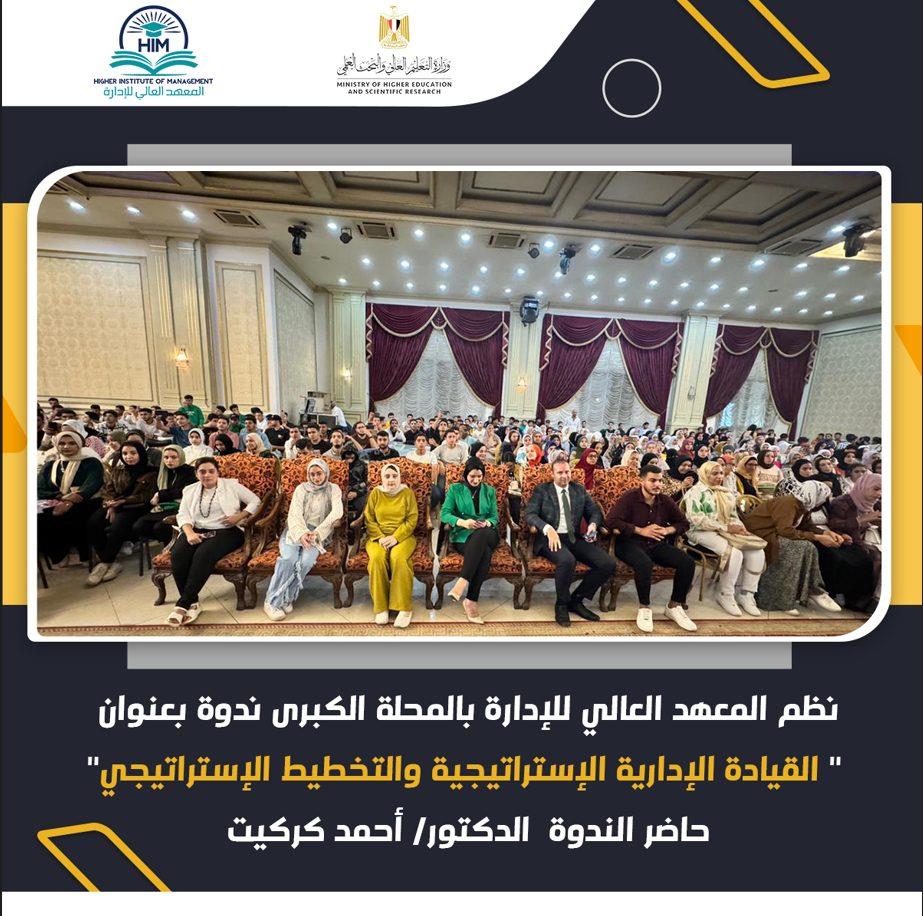 HIM
HIGHER INSTITUTE OF MANAGEMENT
المعهد العالي للإدارة
وزارة التعليم العالي والبحث العلمي
MINISTRY OF HIGHER EDUCATION
AND SCIENTIFIC RESEARCH
نظم المعهد العالي للإدارة بالمحلة الكبرى ندوة بعنوان
" القيادة الإدارية الإستراتيجية والتخطيط الإستراتيجي"
حاضر الندوة الدكتور/ أحمد كركيت